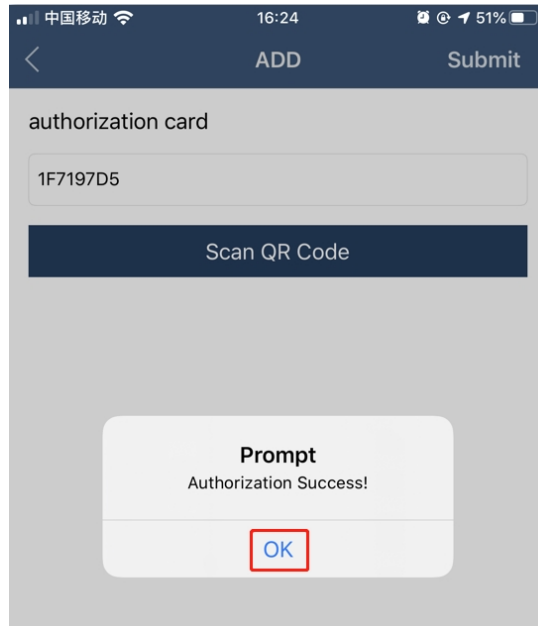 中国移动 16:24 51%
ADD Submit
authorization card
1F7197D5
Scan QR Code
Prompt
Authorization Success!
OK